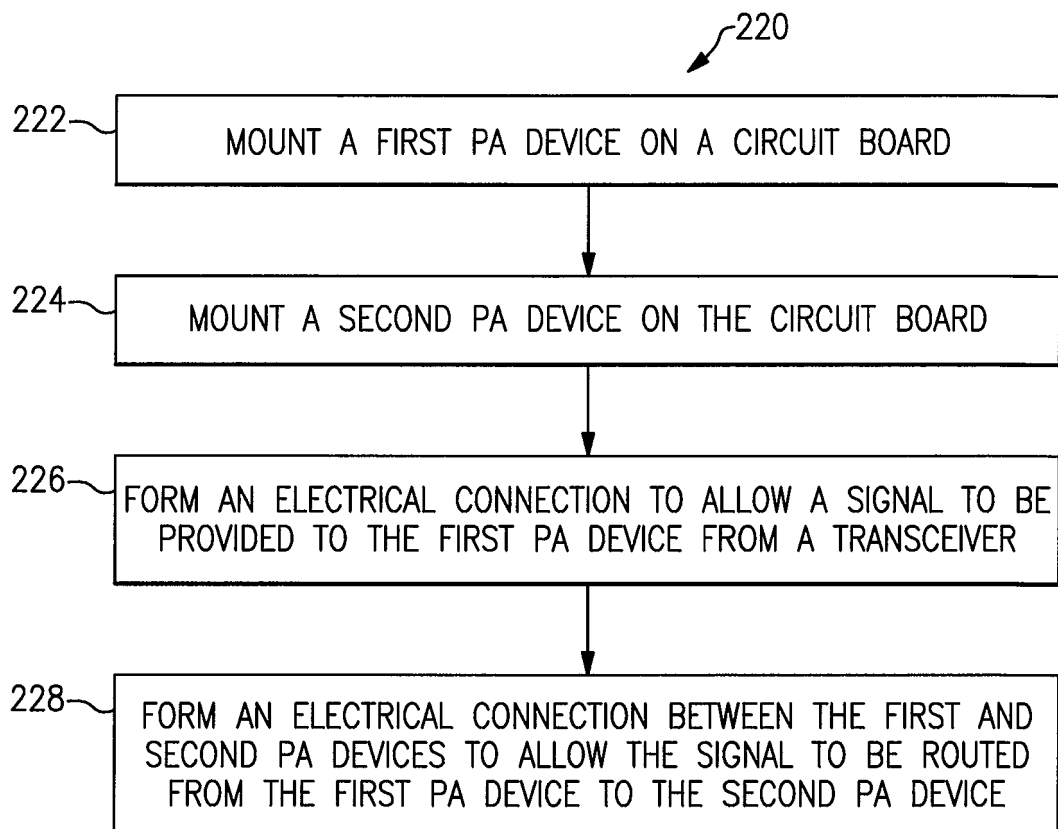 220
222
MOUNT A FIRST PA DEVICE ON A CIRCUIT BOARD
224
MOUNT A SECOND PA DEVICE ON THE CIRCUIT BOARD
226
FORM AN ELECTRICAL CONNECTION TO ALLOW A SIGNAL TO BE
PROVIDED TO THE FIRST PA DEVICE FROM A TRANSCEIVER
228
FORM AN ELECTRICAL CONNECTION BETWEEN THE FIRST AND
SECOND PA DEVICES TO ALLOW THE SIGNAL TO BE ROUTED
FROM THE FIRST PA DEVICE TO THE SECOND PA DEVICE